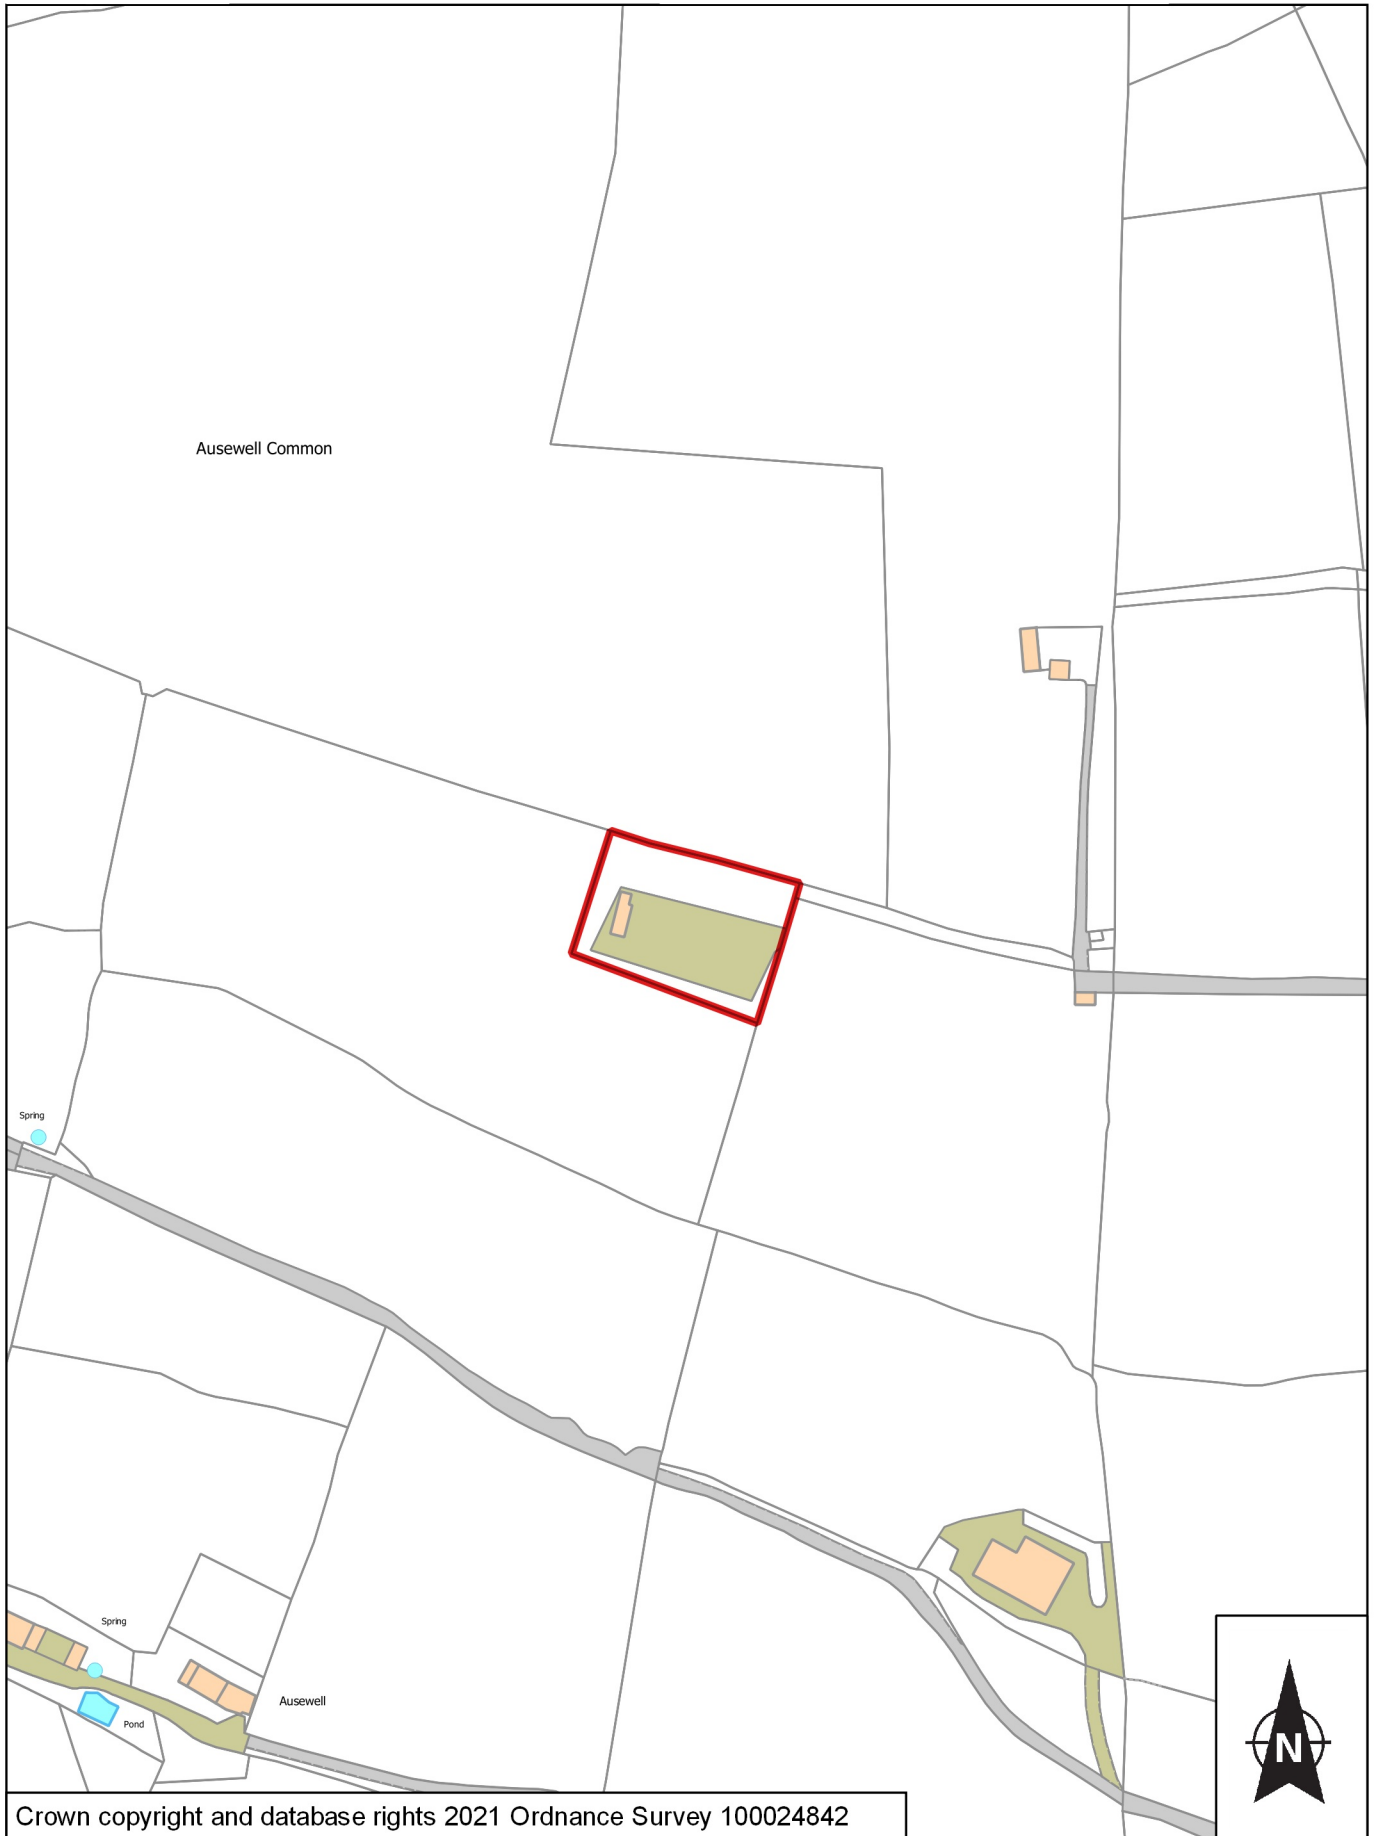 Ausewell Common
Spring
Spring
Ausewell
Pond
N
Crown copyright and database rights 2021 Ordnance Survey 100024842